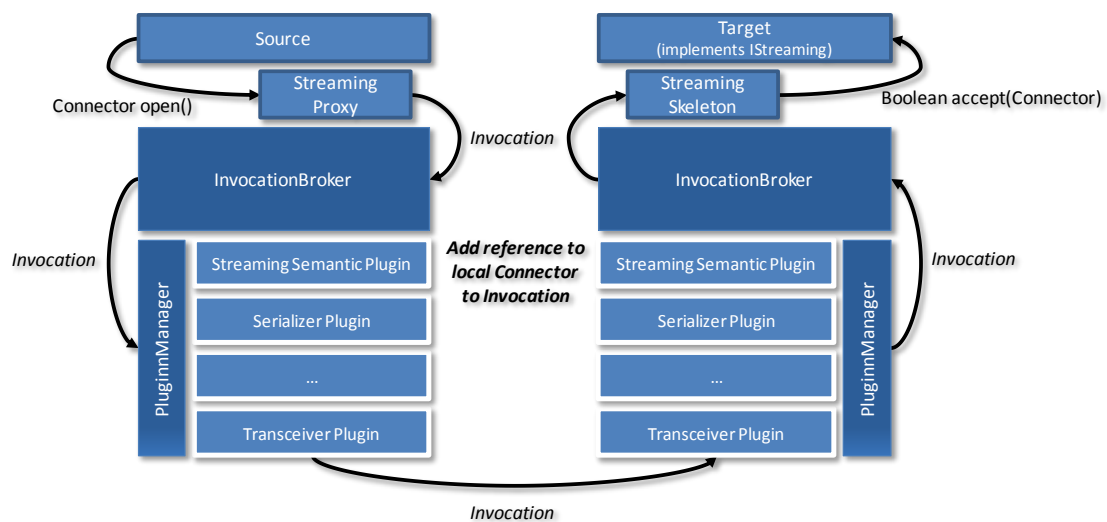 Source
Target
(implements IStreaming)
Streaming
Proxy
Streaming
Skeleton
Connector open()
Boolean accept(Connector)
Invocation
InvocationBroker
InvocationBroker
Invocation
PluginnManager
Streaming Semantic Plugin
Serializer Plugin
...
Transceiver Plugin
Add reference to
local Connector
to Invocation
Streaming Semantic Plugin
Serializer Plugin
...
Transceiver Plugin
PluginnManager
Invocation
Invocation